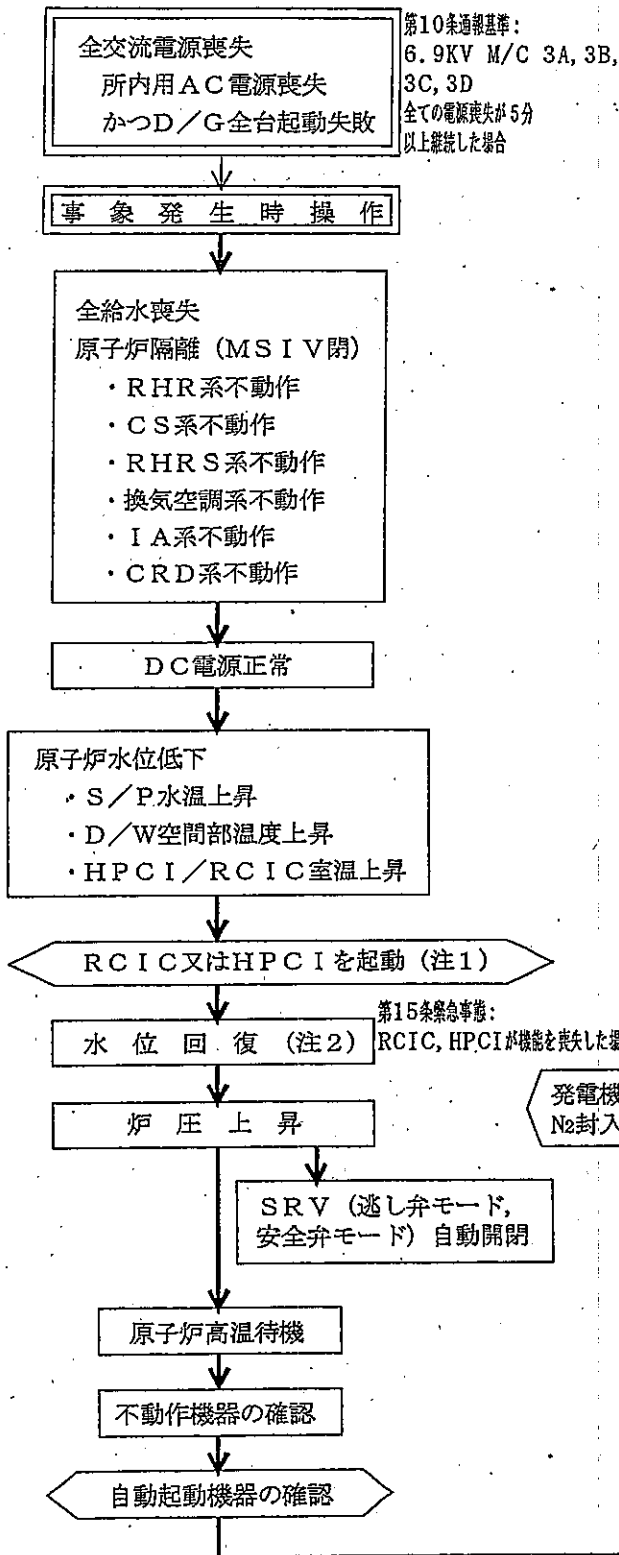 全交流電源喪失
所内用AC電源喪失
かつD／G全台起動失敗
第10条通報基準：
6.9KV M/C 3A, 3B,
3C, 3D
全ての電源喪失が5分
以上継続した場合
事象発生時操作
全給水喪失
原子炉隔離（MSIV閉）
・RHR系不動作
・CS系不動作
・RHRS系不動作
・換気空調系不動作
・IA系不動作
・CRD系不動作
DC電源正常
原子炉水位低下
・S／P水温上昇
・D／W空間部温度上昇
・HPCI／RCIC室温上昇
RCIC又はHPCIを起動（注1）
第15条緊急事態：
RCIC, HPCIが機能を喪失した場
水位回復（注2）
炉圧上昇
発電機
N2封入
SRV（逃し弁モード，
安全弁モード）自動開閉
原子炉高温待機
不動作機器の確認
自動起動機器の確認